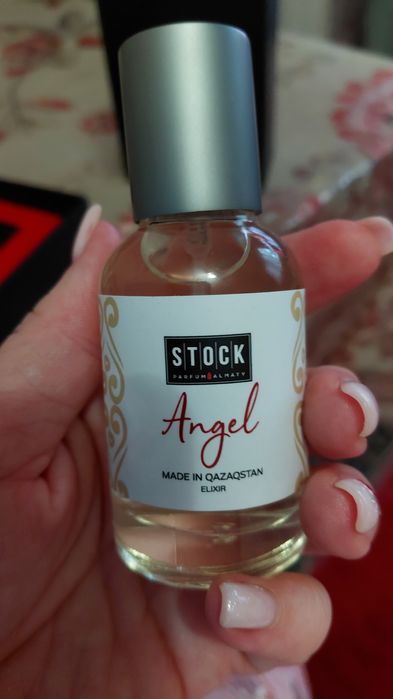 STOCK
PARFUM ALMATY
Angel
MADE IN QAZAQSTAN
ELIXIR